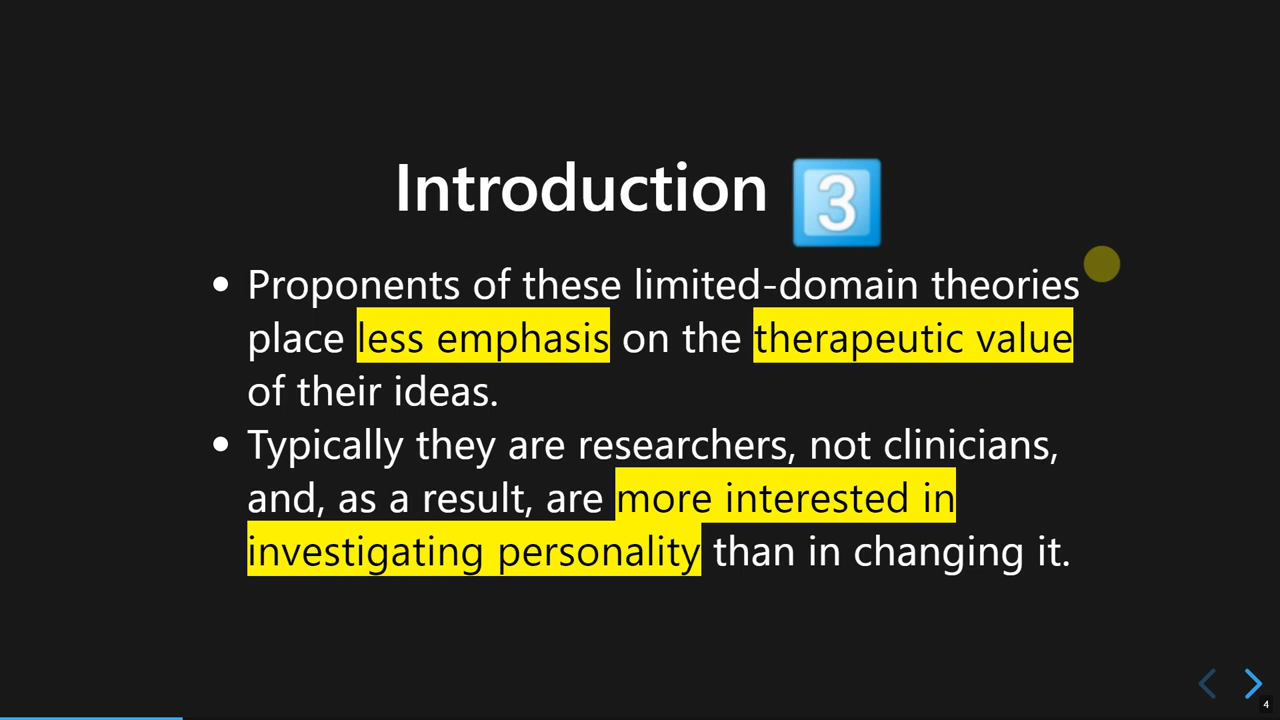 Introduction 3️⃣
• Proponents of these limited-domain theories
place less emphasis on the therapeutic value
of their ideas.
• Typically they are researchers, not clinicians,
and, as a result, are more interested in
investigating personality than in changing it.
4